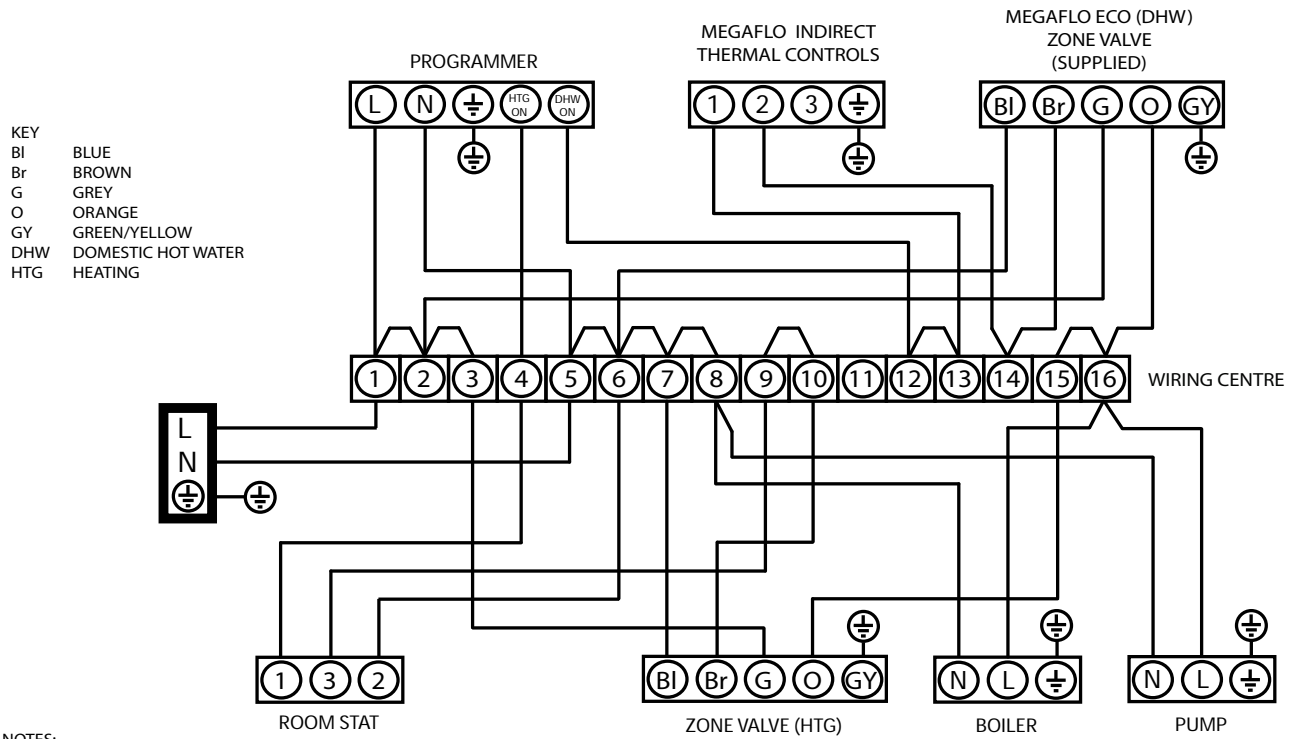 MEGAFLO ECO (DHW)
ZONE VALVE
(SUPPLIED)
MEGAFLO INDIRECT
THERMAL CONTROLS
PROGRAMMER
L N HTG ON DHW ON
1 2 3
Bl Br G O GY
KEY
Bl BLUE
Br BROWN
G GREY
O ORANGE
GY GREEN/YELLOW
DHW DOMESTIC HOT WATER
HTG HEATING
1 2 3 4 5 6 7 8 9 10 11 12 13 14 15 16
WIRING CENTRE
L
N
1 3 2
ROOM STAT
Bl Br G O GY
ZONE VALVE (HTG)
N L
BOILER
N L
PUMP
NOTES: